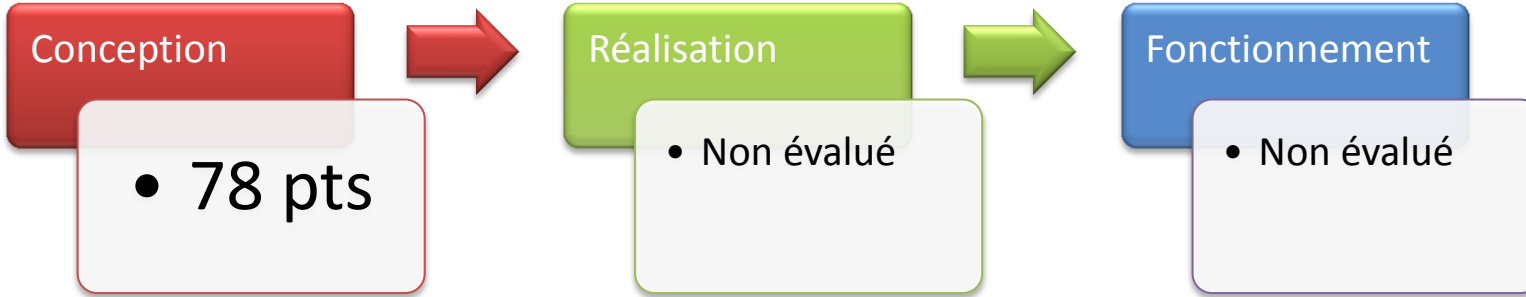 Conception
• 78 pts
Réalisation
• Non évalué
Fonctionnement
• Non évalué